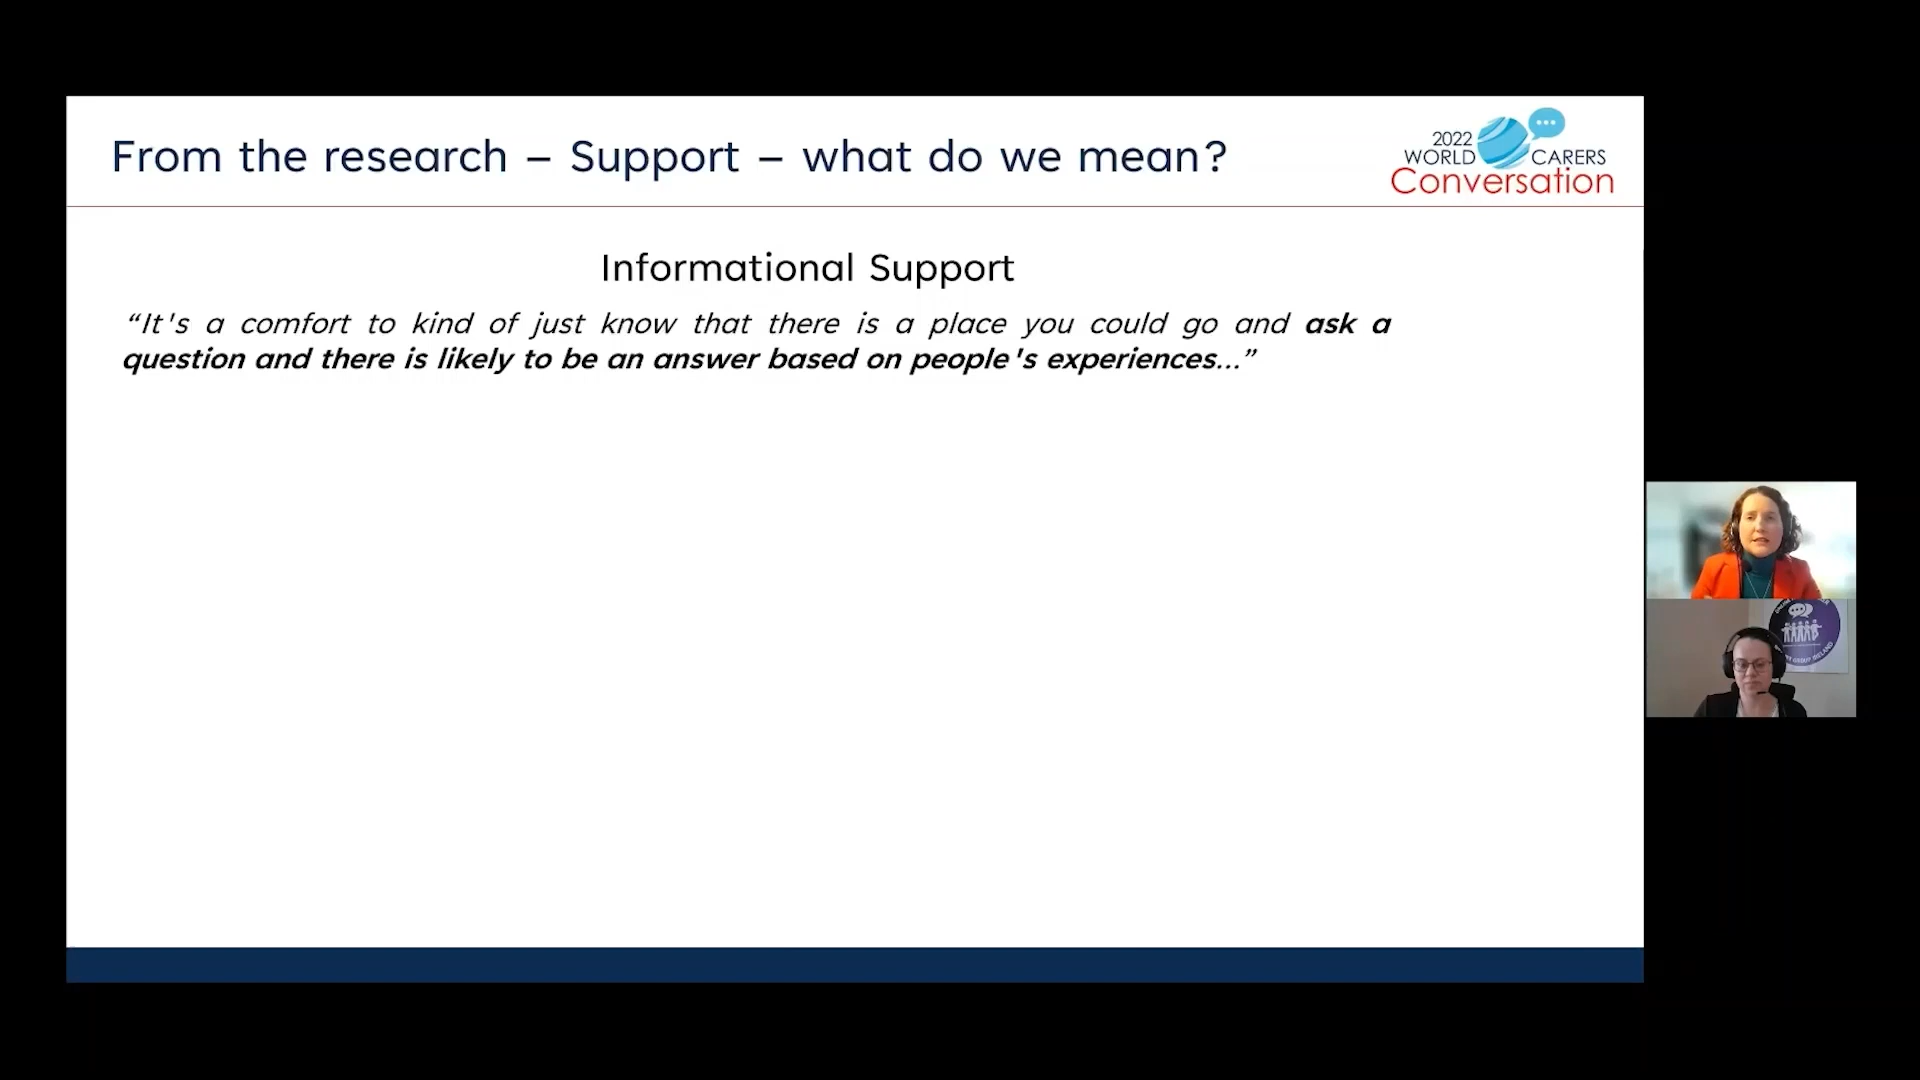 From the research – Support – what do we mean?
2022
WORLD CARERS
Conversation
Informational Support
“It's a comfort to kind of just know that there is a place you could go and ask a
question and there is likely to be an answer based on people's experiences...”
IRELAND